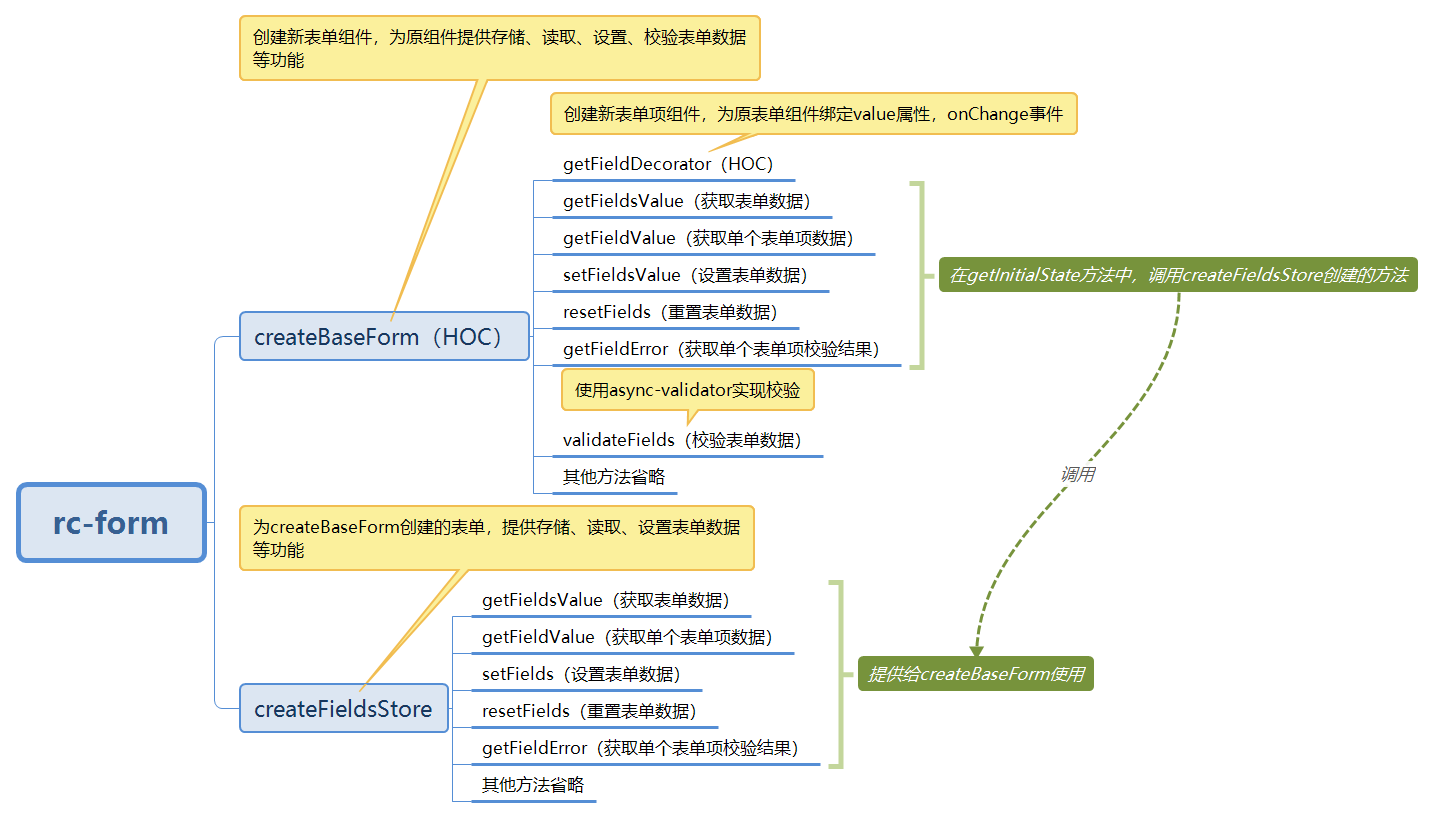 创建新表单组件，为原组件提供存储、读取、设置、校验表单数据
等功能
创建新表单项组件，为原表单组件绑定value属性，onChange事件
getFieldDecorator（HOC）
getFieldsValue（获取表单数据）
getFieldValue（获取单个表单项数据）
setFieldsValue（设置表单数据）
在getInitialState方法中，调用createFieldsStore创建的方法
resetFields（重置表单数据）
createBaseForm（HOC）
getFieldError（获取单个表单项校验结果）
使用async-validator实现校验
validateFields（校验表单数据）
其他方法省略
调用
rc-form
为createBaseForm创建的表单，提供存储、读取、设置表单数据
等功能
getFieldsValue（获取表单数据）
getFieldValue（获取单个表单项数据）
setFields（设置表单数据）
提供给createBaseForm使用
createFieldsStore
resetFields（重置表单数据）
getFieldError（获取单个表单项校验结果）
其他方法省略